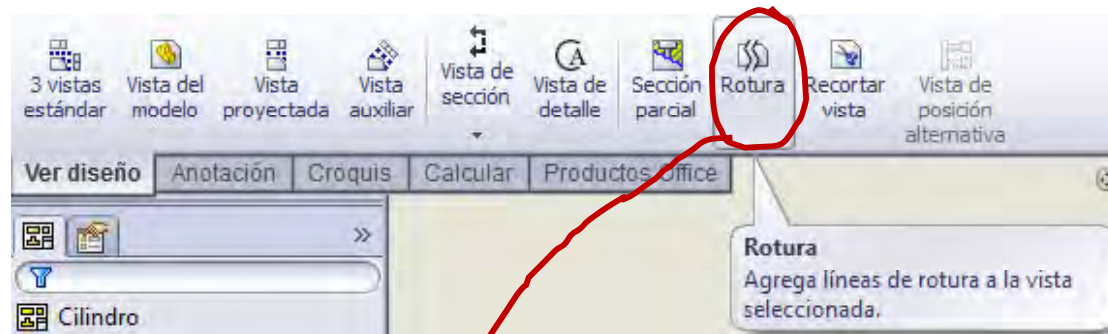 3 vistas estándar
Vista del modelo
Vista proyectada
Vista auxiliar
Vista de sección
A
Vista de detalle
Sección parcial
Rotura
Recortar vista
Vista de posición alternativa
Ver diseño
Anotación
Croquis
Calcular
Productos Office
»
Cilindro
Rotura
Agrega líneas de rotura a la vista
seleccionada.